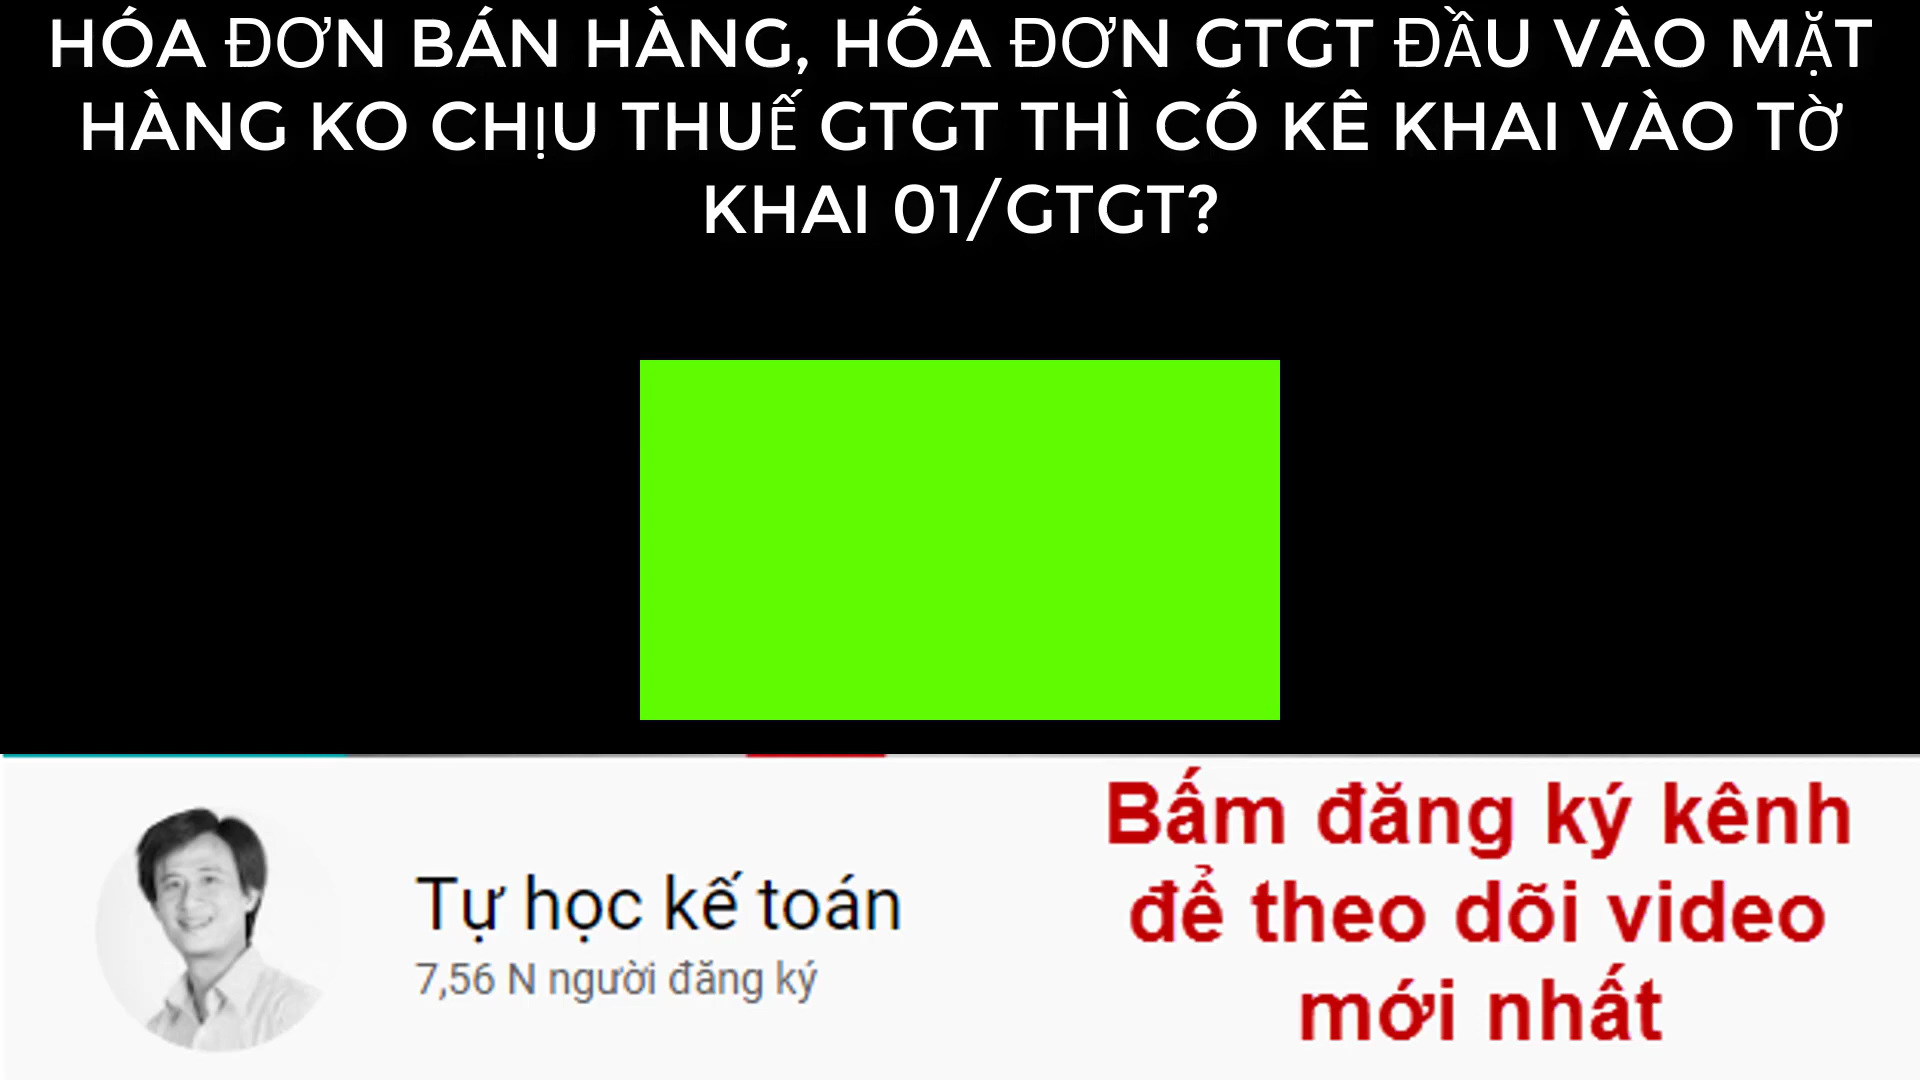 HÓA ĐƠN BÁN HÀNG, HÓA ĐƠN GTGT ĐẦU VÀO MẶT
HÀNG KO CHỊU THUẾ GTGT THÌ CÓ KÊ KHAI VÀO TỜ
KHAI 01/GTGT?
Tự học kế toán
7,56 N người đăng ký
Bấm đăng ký kênh
để theo dõi video
mới nhất